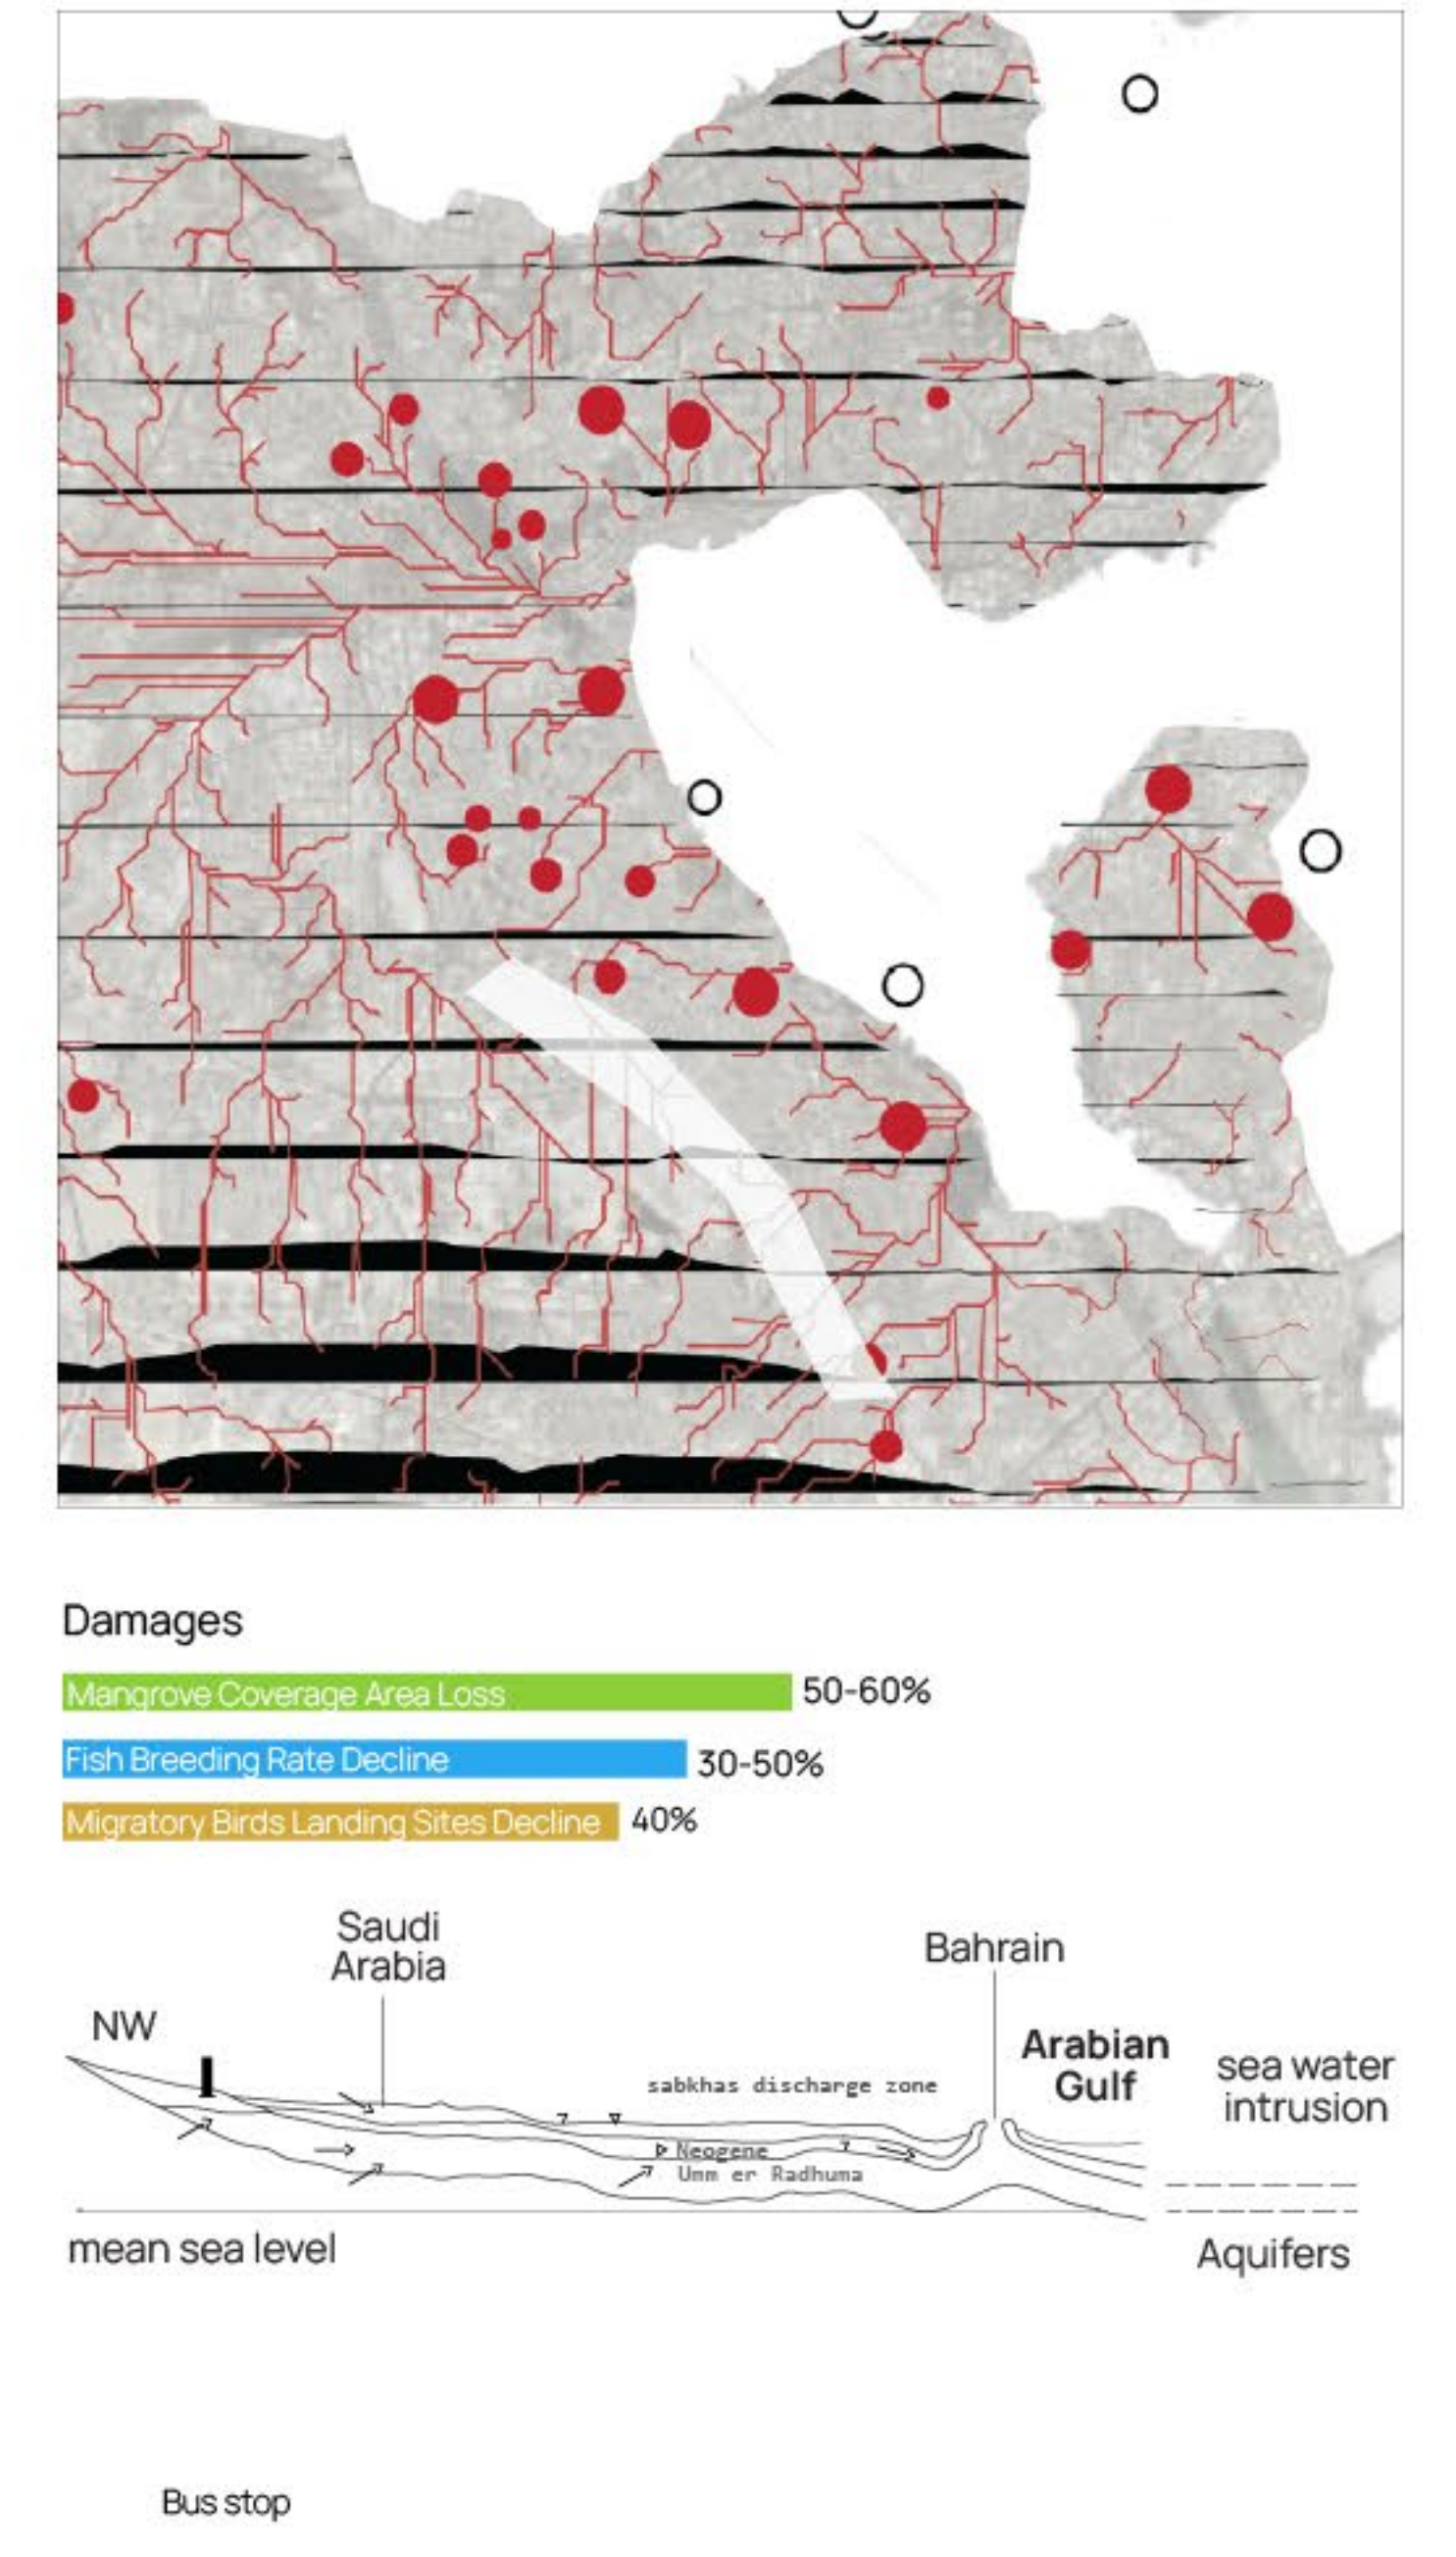 Damages
Mangrove Coverage Area Loss 50-60%
Fish Breeding Rate Decline 30-50%
Migratory Birds Landing Sites Decline 40%
Saudi
Arabia
Bahrain
NW
Arabian
Gulf
sea water
intrusion
sabkhas discharge zone
Neogene
Umm er Radhuma
mean sea level
Aquifers
Bus stop